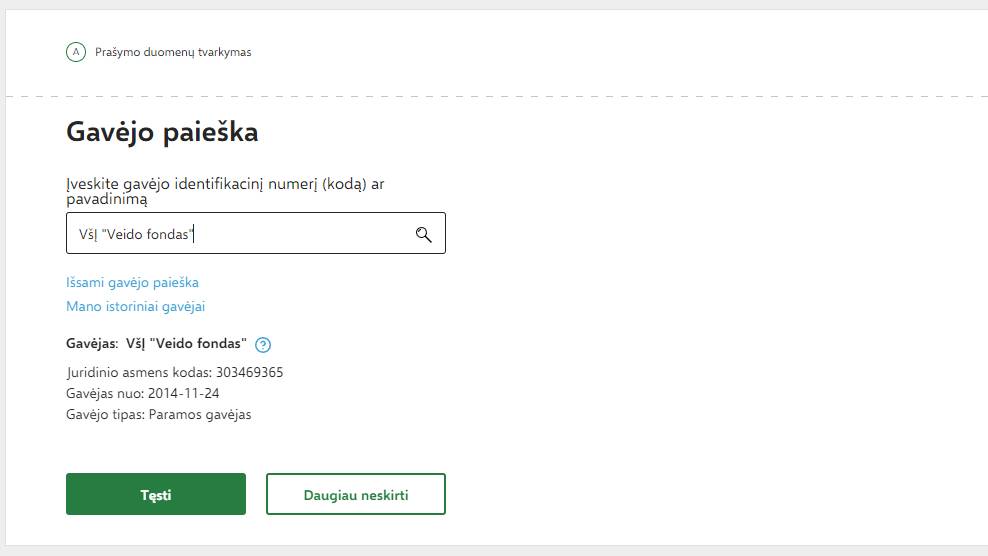 A Prašymo duomenų tvarkymas
Gavėjo paieška
Įveskite gavėjo identifikacinį numerį (kodą) ar
pavadinimą
VšĮ "Veido fondas"
Išsami gavėjo paieška
Mano istoriniai gavėjai
Gavėjas: VšĮ "Veido fondas" ?
Juridinio asmens kodas: 303469365
Gavėjas nuo: 2014-11-24
Gavėjo tipas: Paramos gavėjas
Tęsti Daugiau neskirti